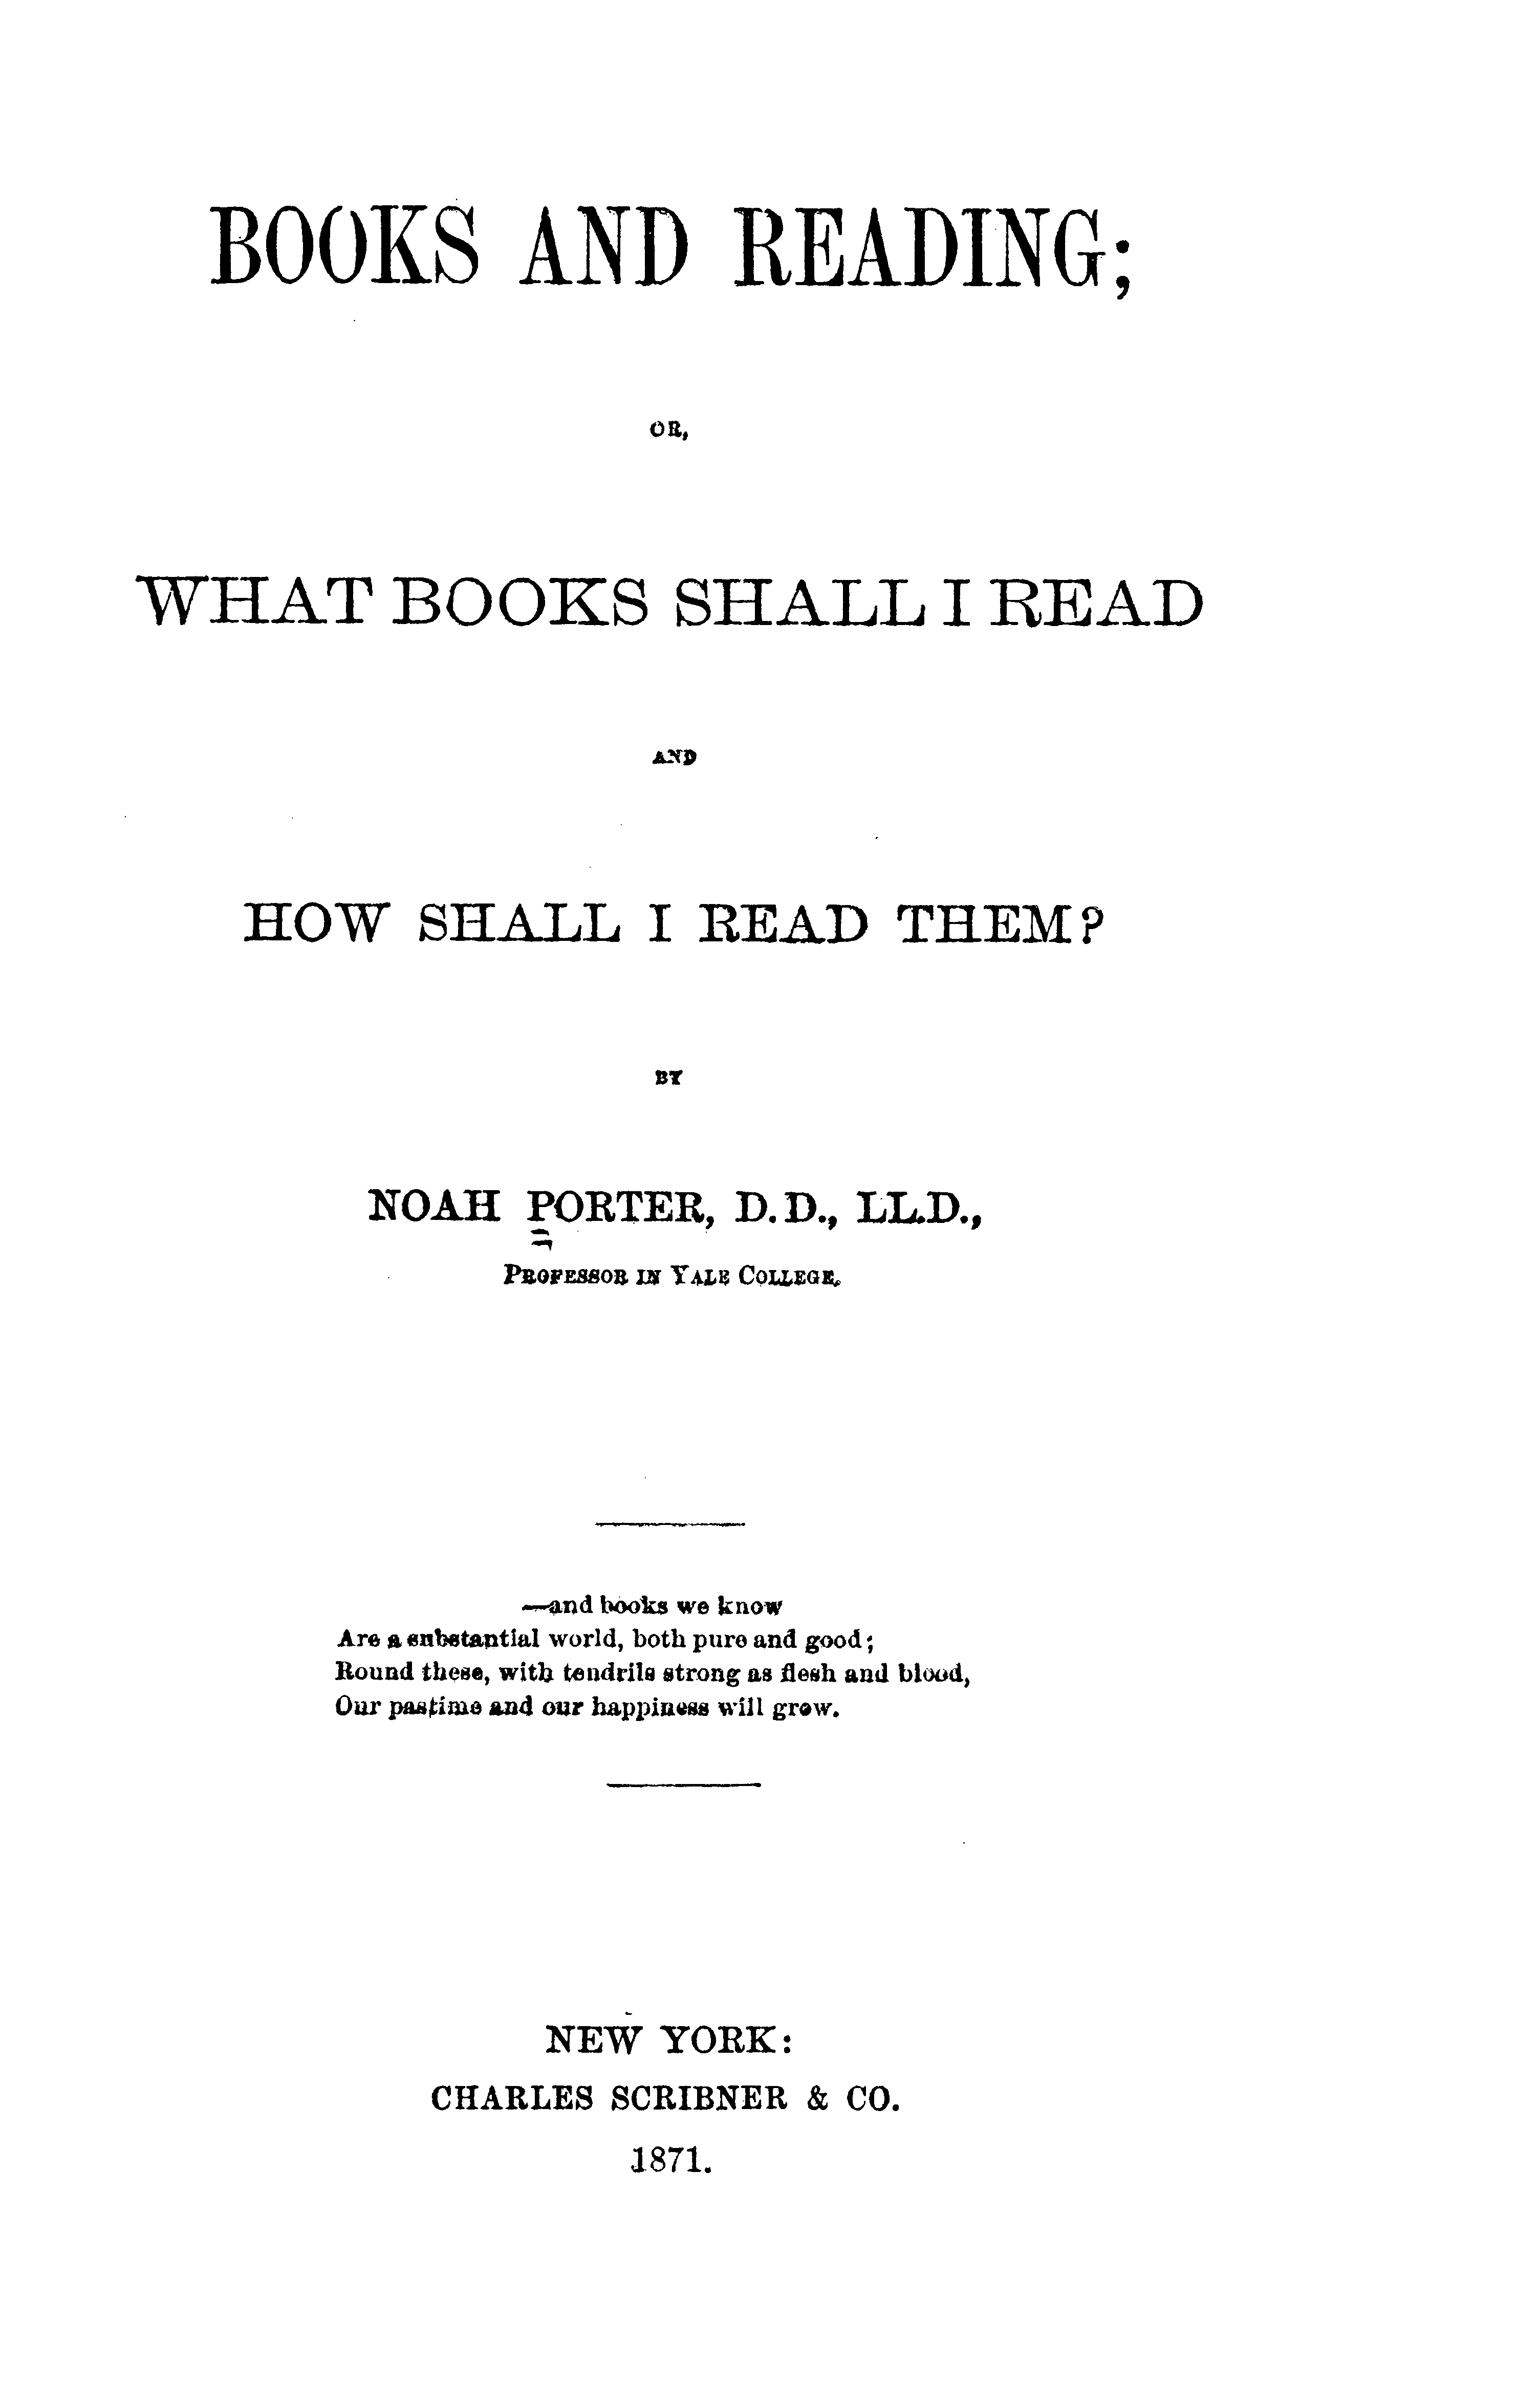 BOOKS AND READING;
OR,
WHAT BOOKS SHALL I READ
AND
HOW SHALL I READ THEM?
BY
NOAH PORTER, D.D., LL.D.,
PROFESSOR IN YALE COLLEGE.
—and books we know
Are a substantial world, both pure and good;
Round these, with tendrils strong as flesh and blood,
Our pastime and our happiness will grow.
NEW YORK:
CHARLES SCRIBNER & CO.
1871.